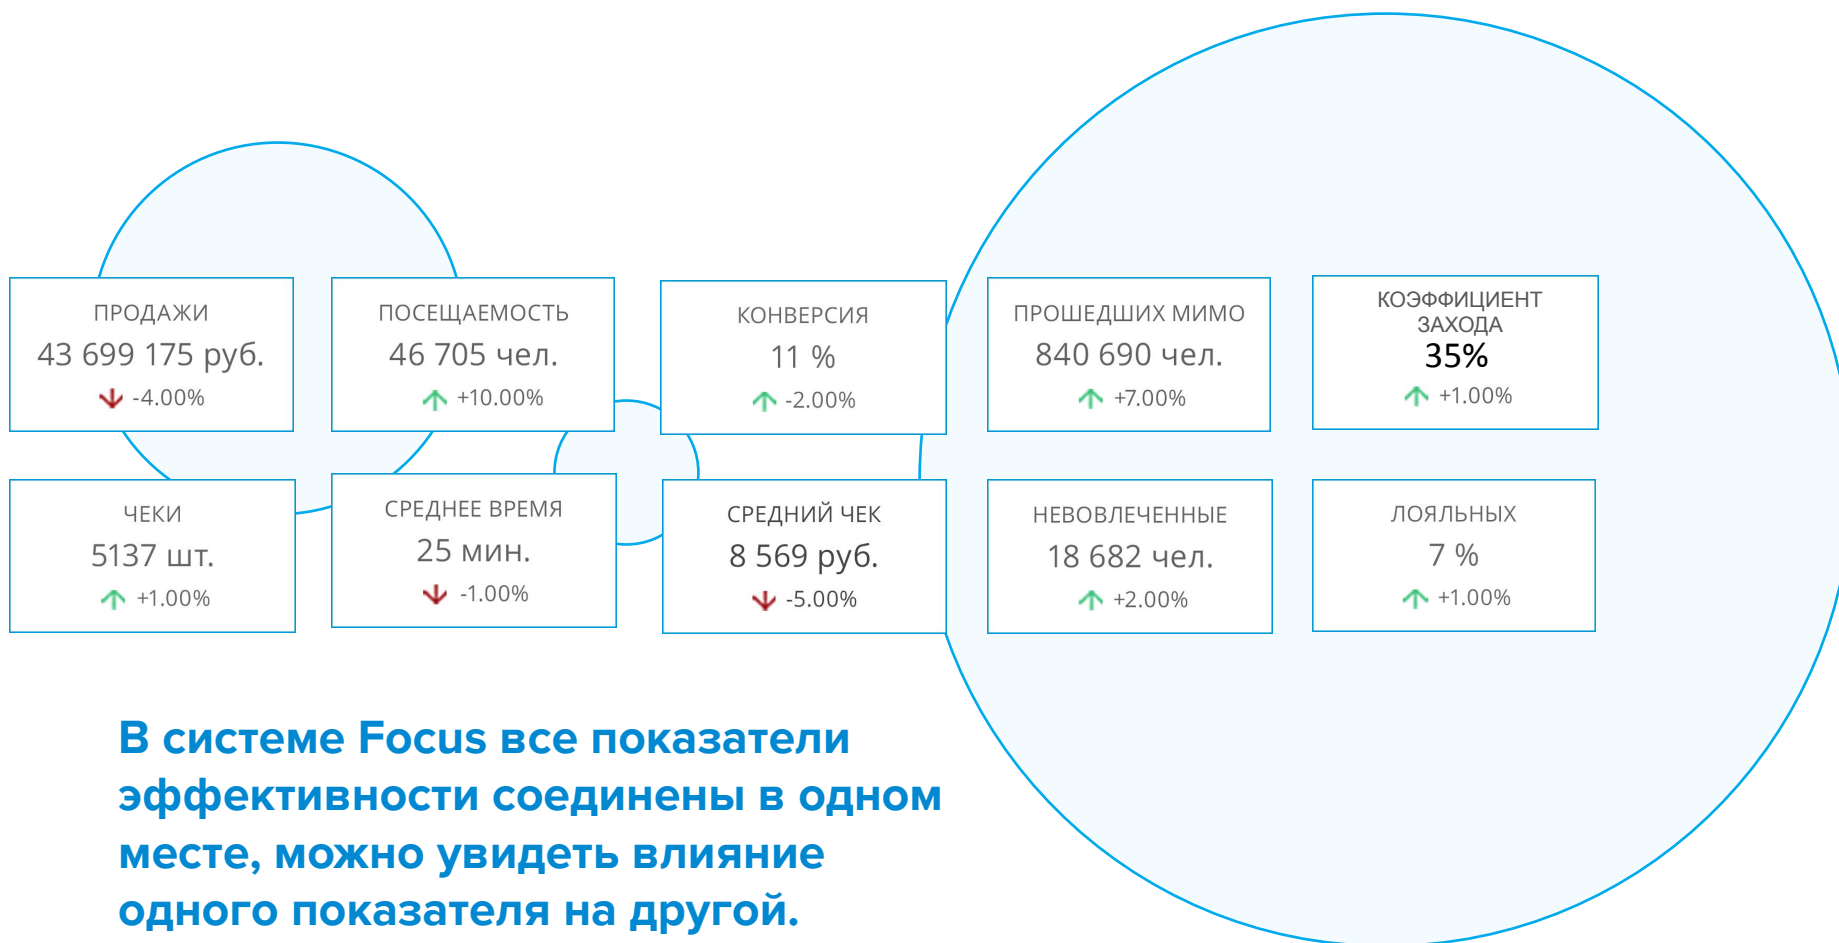 ПРОДАЖИ
43 699 175 руб.
-4.00%
ПОСЕЩАЕМОСТЬ
46 705 чел.
+10.00%
КОНВЕРСИЯ
11 %
-2.00%
ПРОШЕДШИХ МИМО
840 690 чел.
+7.00%
КОЭФФИЦИЕНТ
ЗАХОДА
35%
+1.00%
ЧЕКИ
5137 шт.
+1.00%
СРЕДНЕЕ ВРЕМЯ
25 мин.
-1.00%
СРЕДНИЙ ЧЕК
8 569 руб.
-5.00%
НЕВОВЛЕЧЕННЫЕ
18 682 чел.
+2.00%
ЛОЯЛЬНЫХ
7 %
+1.00%
В системе Focus все показатели
эффективности соединены в одном
месте, можно увидеть влияние
одного показателя на другой.